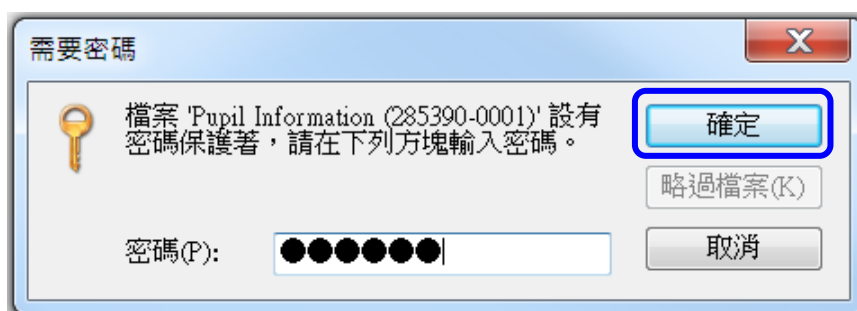 需要密碼
檔案 'Pupil Information (285390-0001)' 設有
密碼保護著，請在下列方塊輸入密碼。
確定
略過檔案(K)
密碼(P):
●●●●●●
取消